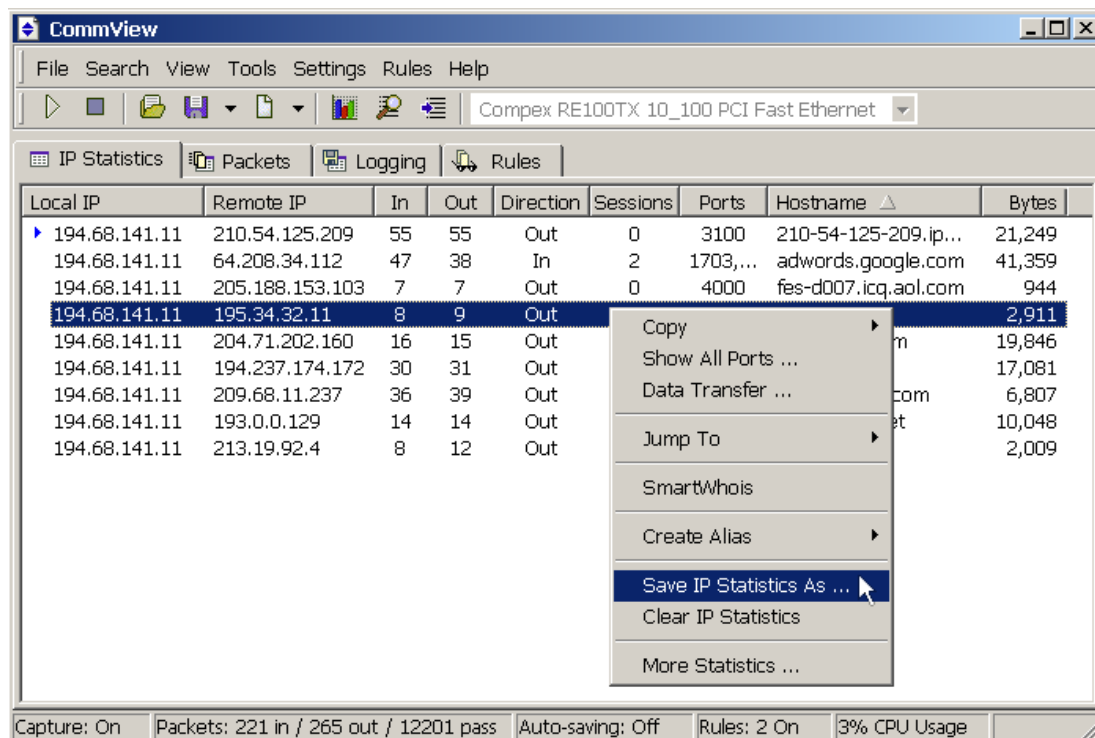 CommView
File Search View Tools Settings Rules Help
Compex RE100TX 10_100 PCI Fast Ethernet
IP Statistics Packets Logging Rules
Local IP Remote IP In Out Direction Sessions Ports Hostname Bytes
194.68.141.11 210.54.125.209 55 55 Out 0 3100 210-54-125-209.ip... 21,249
194.68.141.11 64.208.34.112 47 38 In 2 1703,... adwords.google.com 41,359
194.68.141.11 205.188.153.103 7 7 Out 0 4000 fes-d007.icq.aol.com 944
194.68.141.11 195.34.32.11 8 9 Out 2,911
194.68.141.11 204.71.202.160 16 15 Out 19,846
194.68.141.11 194.237.174.172 30 31 Out 17,081
194.68.141.11 209.68.11.237 36 39 Out com 6,807
194.68.141.11 193.0.0.129 14 14 Out et 10,048
194.68.141.11 213.19.92.4 8 12 Out 2,009
Copy
Show All Ports ...
Data Transfer ...
Jump To
SmartWhois
Create Alias
Save IP Statistics As ...
Clear IP Statistics
More Statistics ...
Capture: On Packets: 221 in / 265 out / 12201 pass Auto-saving: Off Rules: 2 On 3% CPU Usage